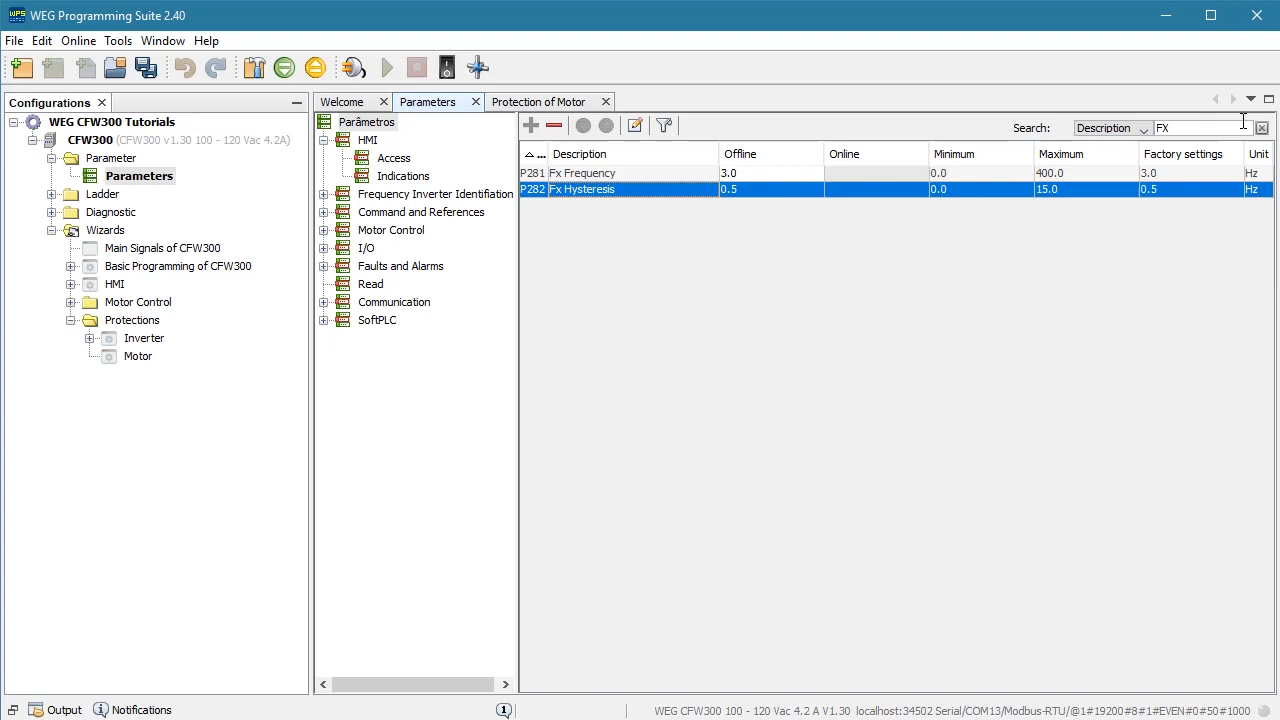 WPS WEG Programming Suite 2.40
File Edit Online Tools Window Help
Configurations
Welcome Parameters Protection of Motor
WEG CFW300 Tutorials
CFW300 (CFW300 v1.30 100 - 120 Vac 4.2A)
Parameter
Parameters
Ladder
Diagnostic
Wizards
Main Signals of CFW300
Basic Programming of CFW300
HMI
Motor Control
Protections
Inverter
Motor
Parâmetros
HMI
Access
Indications
Frequency Inverter Identifiation
Command and References
Motor Control
I/O
Faults and Alarms
Read
Communication
SoftPLC
Search: Description FX
... Description Offline Online Minimum Maximum Factory settings Unit
P281 Fx Frequency 3.0 0.0 400.0 3.0 Hz
P282 Fx Hysteresis 0.5 0.0 15.0 0.5 Hz
Output Notifications WEG CFW300 100 - 120 Vac 4.2 A V1.30 localhost:34502 Serial/COM13/Modbus-RTU/@1#19200#8#1#EVEN#0#50#1000